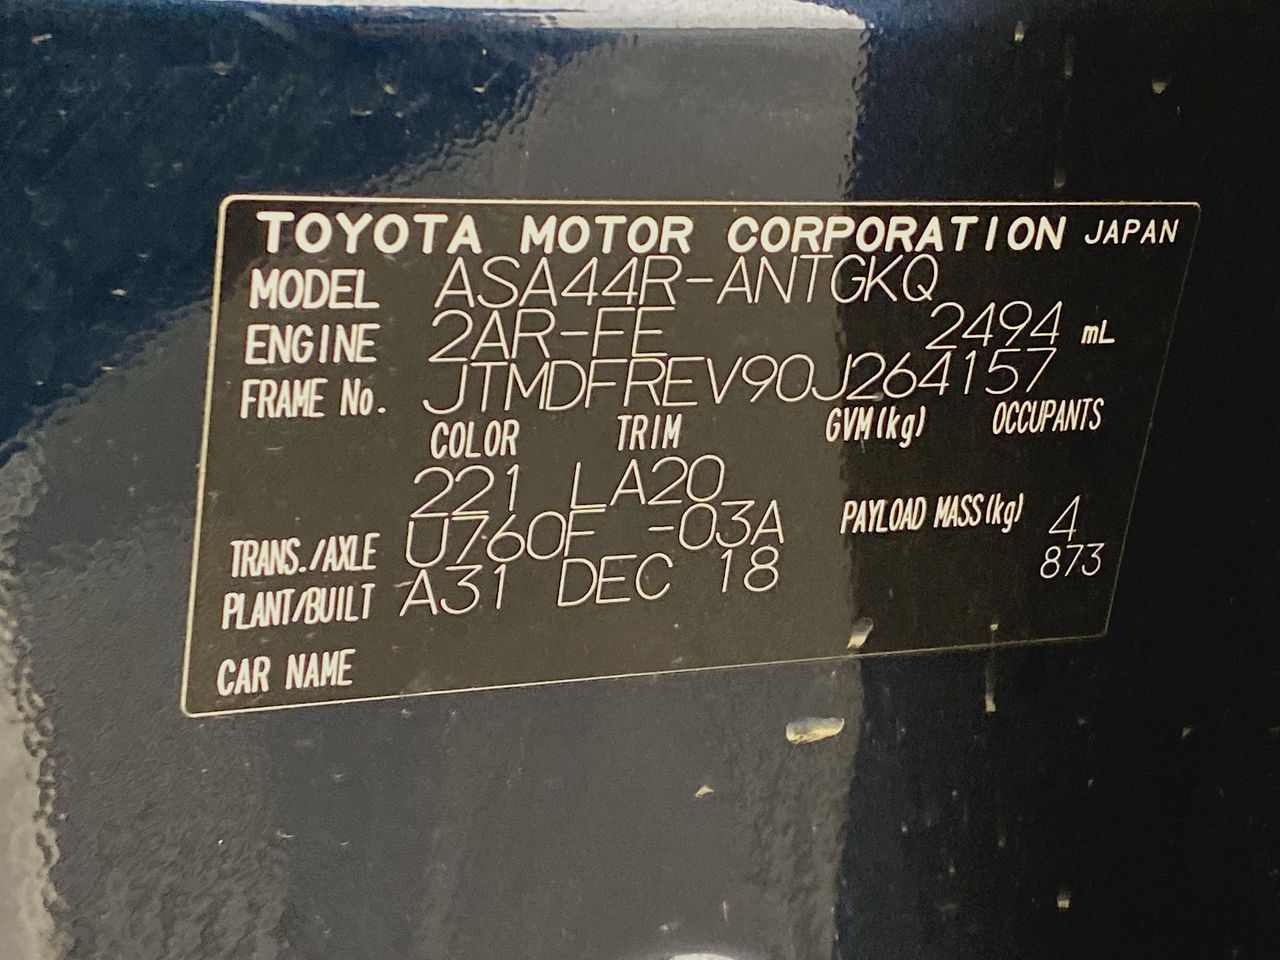 TOYOTA MOTOR CORPORATION JAPAN
MODEL ASA44R-ANTGKQ
ENGINE 2AR-FE 2494 mL
FRAME No. JTMDFREV90J264157
COLOR TRIM GVM(kg) OCCUPANTS
221 LA20
TRANS./AXLE U760F -03A PAYLOAD MASS(kg) 4
PLANT/BUILT A31 DEC 18 873
CAR NAME